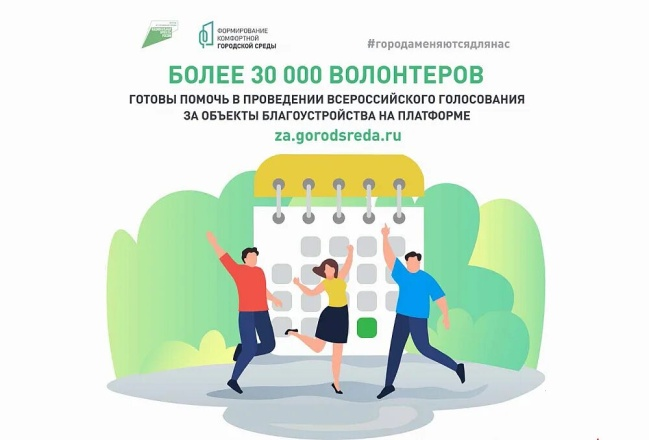 ФОРМИРОВАНИЕ
КОМФОРТНОЙ
ГОРОДСКОЙ СРЕДЫ
#городаменяютсядлянас
БОЛЕЕ 30 000 ВОЛОНТЕРОВ
ГОТОВЫ ПОМОЧЬ В ПРОВЕДЕНИИ ВСЕРОССИЙСКОГО ГОЛОСОВАНИЯ
ЗА ОБЪЕКТЫ БЛАГОУСТРОЙСТВА НА ПЛАТФОРМЕ
za.gorodsreda.ru